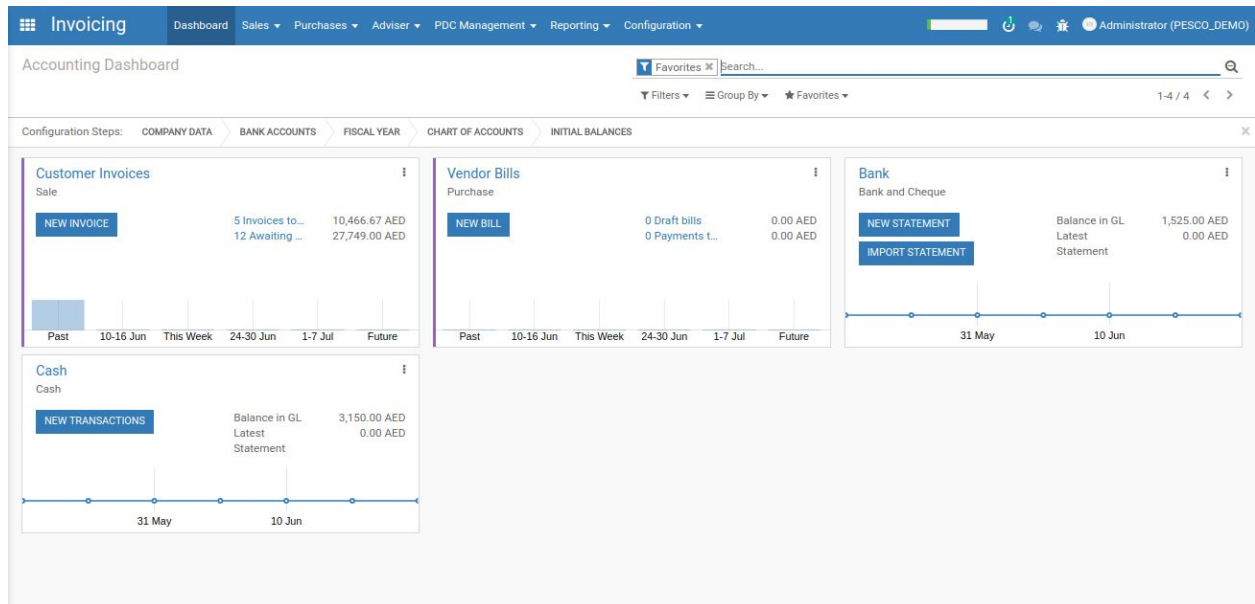 Invoicing Dashboard Sales Purchases Adviser PDC Management Reporting Configuration 1 Administrator (PESCO_DEMO)
Accounting Dashboard
Favorites Search...
Filters Group By Favorites 1-4 / 4
Configuration Steps: COMPANY DATA BANK ACCOUNTS FISCAL YEAR CHART OF ACCOUNTS INITIAL BALANCES
Customer Invoices
Sale
NEW INVOICE
5 Invoices to... 10,466.67 AED
12 Awaiting ... 27,749.00 AED
Past 10-16 Jun This Week 24-30 Jun 1-7 Jul Future
Vendor Bills
Purchase
NEW BILL
0 Draft bills 0.00 AED
0 Payments t... 0.00 AED
Past 10-16 Jun This Week 24-30 Jun 1-7 Jul Future
Bank
Bank and Cheque
NEW STATEMENT
IMPORT STATEMENT
Balance in GL 1,525.00 AED
Latest 0.00 AED
Statement
31 May 10 Jun
Cash
Cash
NEW TRANSACTIONS
Balance in GL 3,150.00 AED
Latest 0.00 AED
Statement
31 May 10 Jun